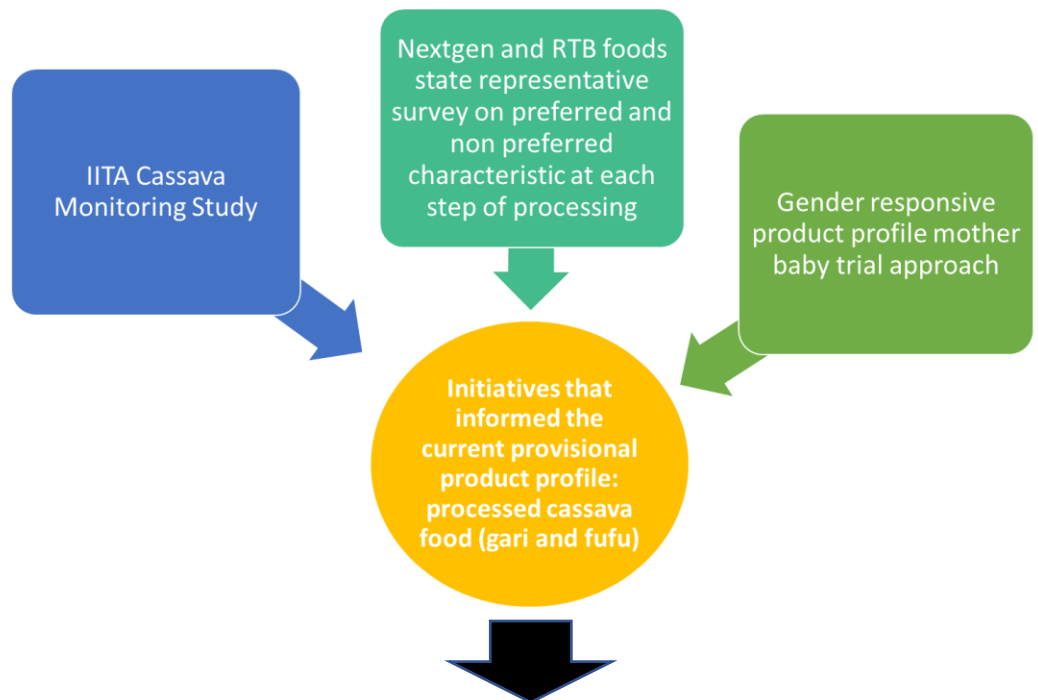 IITA Cassava
Monitoring Study
Nextgen and RTB foods
state representative
survey on preferred and
non preferred
characteristic at each
step of processing
Gender responsive
product profile mother
baby trial approach
Initiatives that
informed the
current provisional
product profile:
processed cassava
food (gari and fufu)